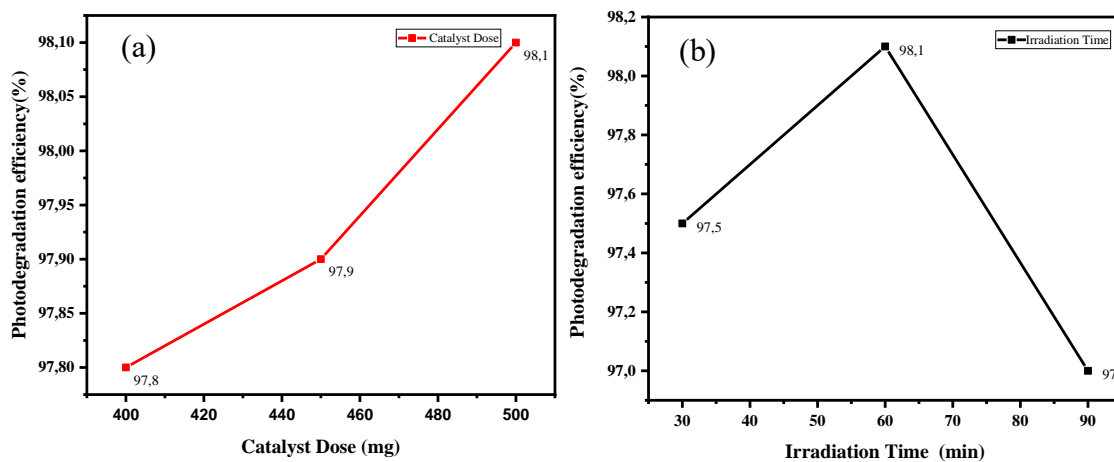 (a)
Catalyst Dose
98,10
98,05
98,00
97,95
97,90
97,85
97,80
Photodegradation efficiency(%)
98,1
97,9
97,8
400 420 440 460 480 500
Catalyst Dose (mg)
(b)
Irradiation Time
98,2
98,0
97,8
97,6
97,4
97,2
97,0
Photodegradation efficiency(%)
98,1
97,5
97
30 40 50 60 70 80 90
Irradiation Time (min)